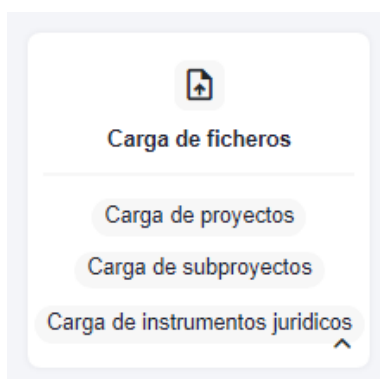 Carga de ficheros
Carga de proyectos
Carga de subproyectos
Carga de instrumentos juridicos